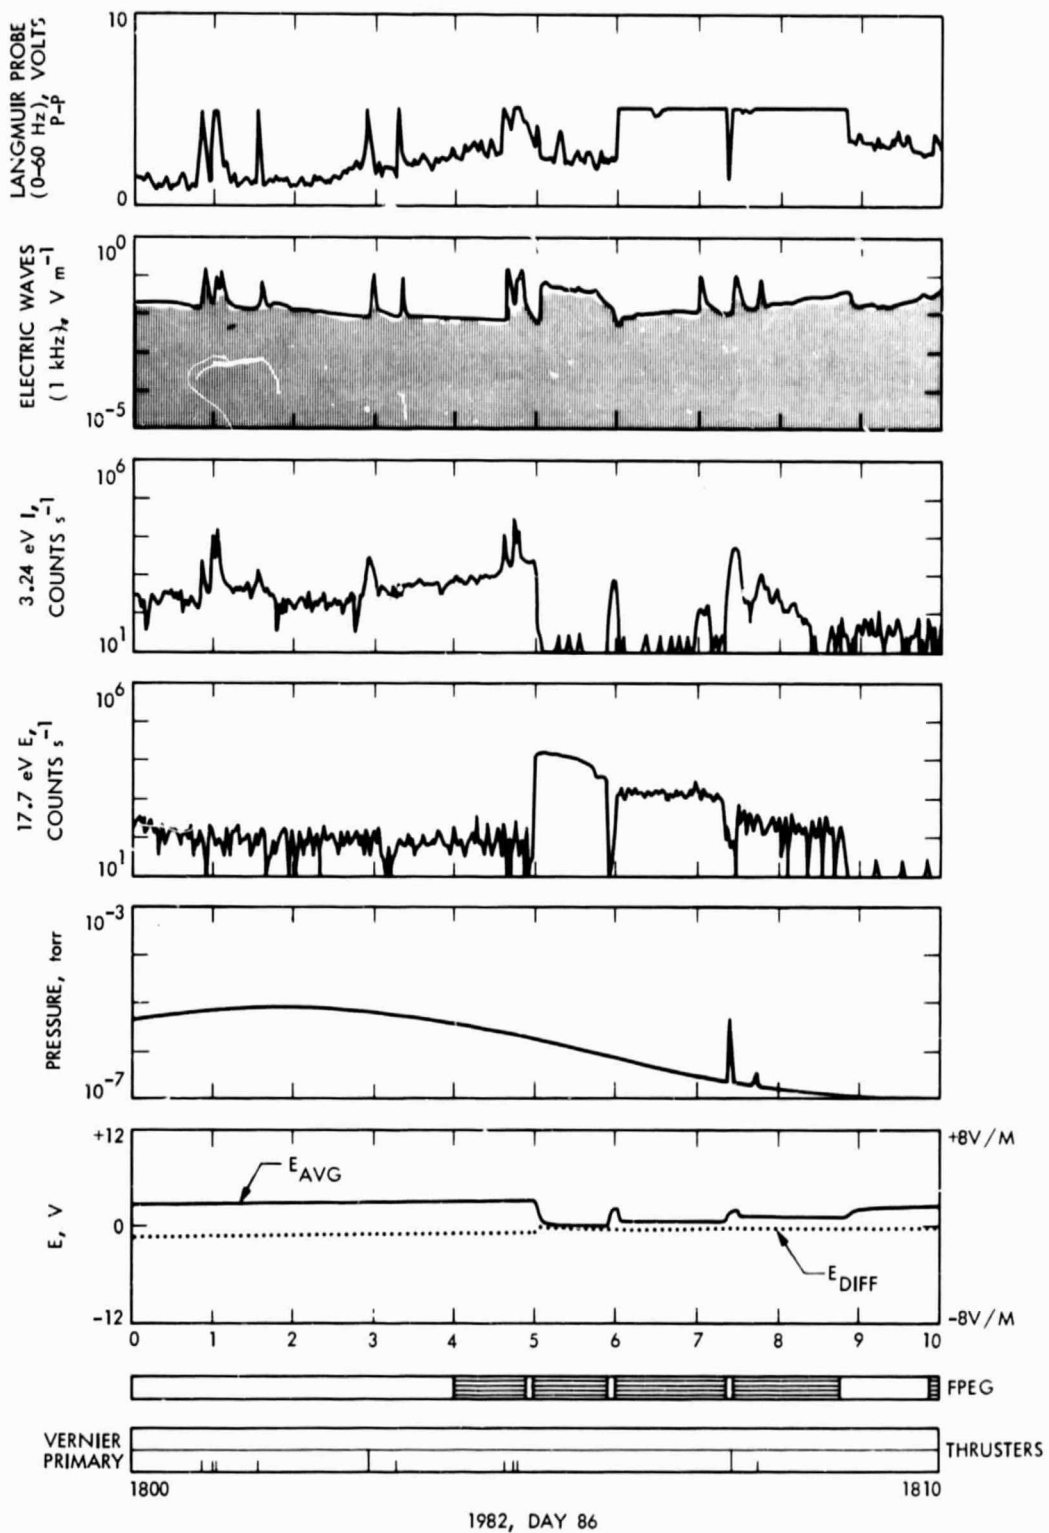 10
LANGMUIR PROBE
(0-60 Hz), VOLTS
P-P
0
10⁰
ELECTRIC WAVES
(1 kHz), V m⁻¹
10⁻⁵
10⁶
3.24 eV I,
COUNTS s⁻¹
10¹
10⁶
17.7 eV E,
COUNTS s⁻¹
10¹
10⁻³
PRESSURE, torr
10⁻⁷
+12
+8V/M
E AVG
E, V
0
E DIFF
-12
-8V/M
0 1 2 3 4 5 6 7 8 9 10
FPEG
VERNIER
PRIMARY
THRUSTERS
1800
1810
1982, DAY 86